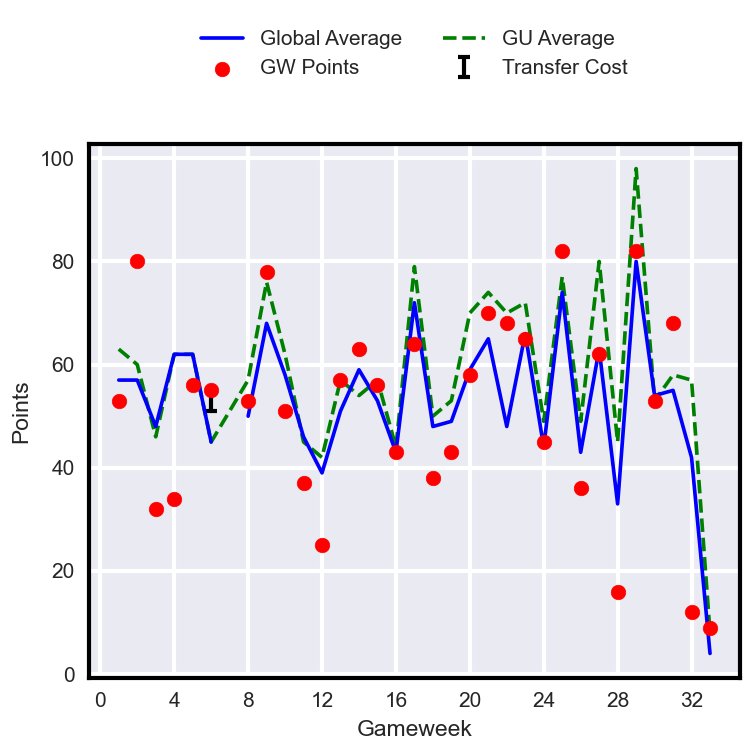 Global Average
GU Average
GW Points
Transfer Cost
100
80
60
40
20
0
Points
0 4 8 12 16 20 24 28 32
Gameweek